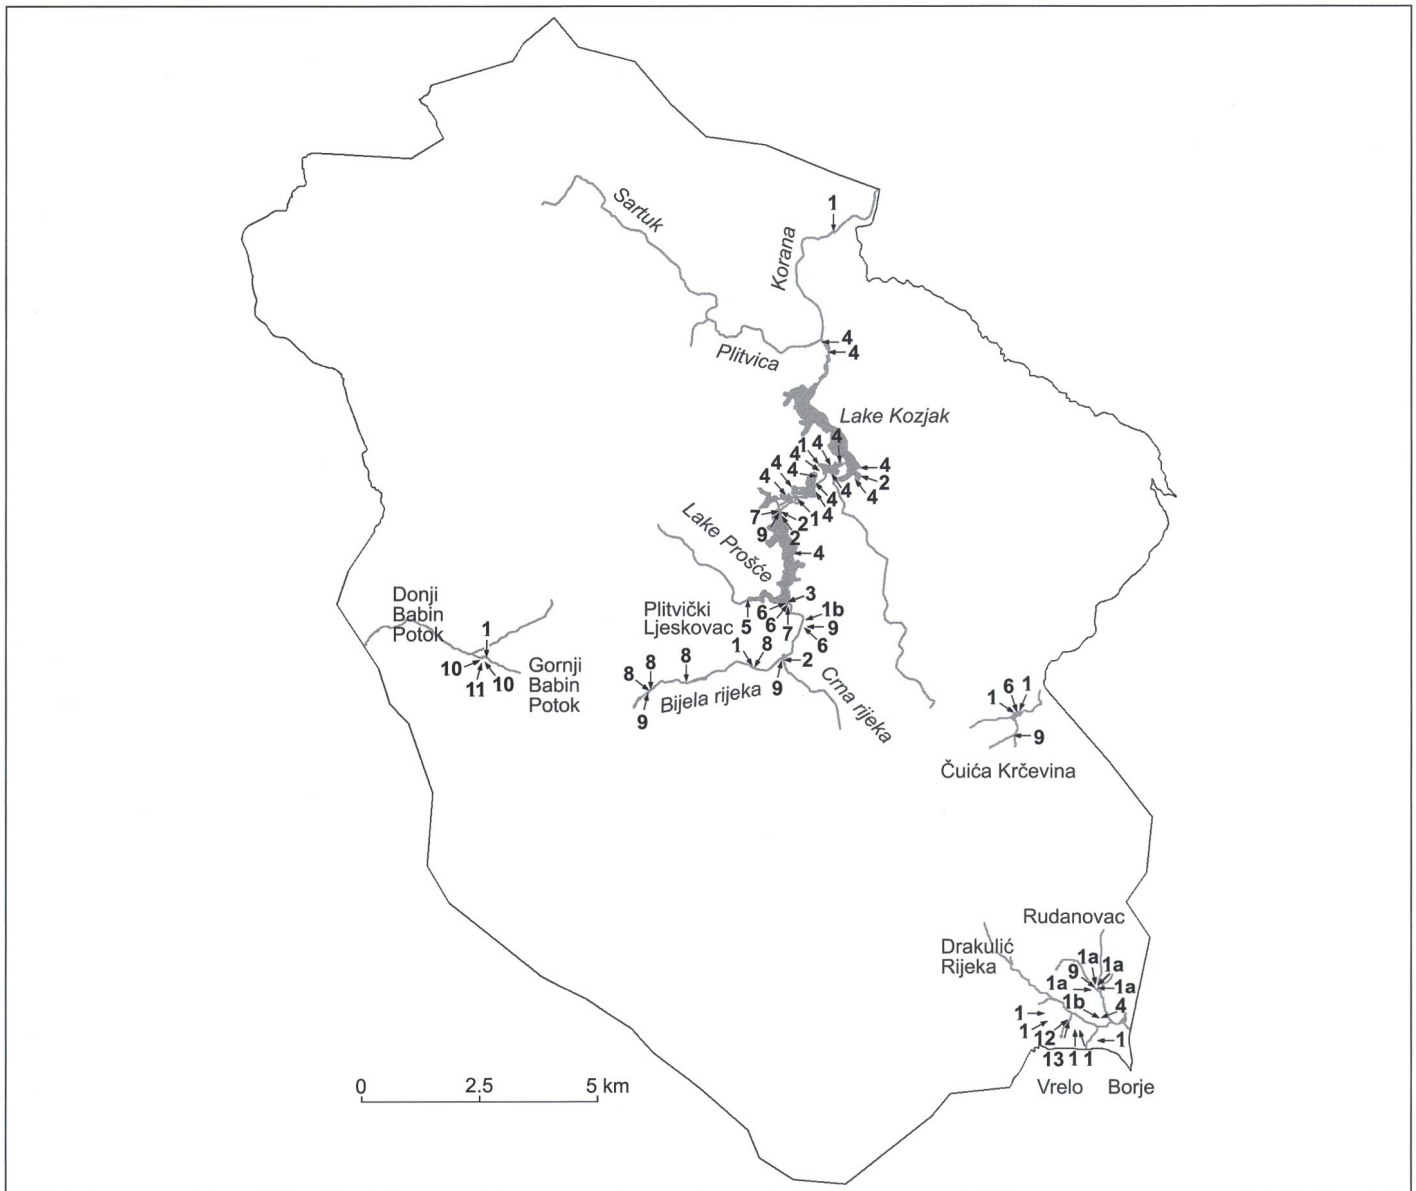 1
Sartuk
Korana
4
4
Plitvica
Lake Kozjak
4
1 4
4
4
4
4
4
2
4
4
4
7
2
1 4
9
2
4
Lake Prošće
3
Donji
Babin
Potok
Plitvički
Ljeskovac
6
1b
5
6
7
9
6
1
1
8
10
11
10
Gornji
Babin
Potok
8
8
8
2
9
9
Bijela rijeka
Crna rijeka
1
6
1
9
Čuića Krčevina
Rudanovac
Drakulić
Rijeka
1a
9
1a
1a
1a
1b
4
1
1
12
1
13
1 1
Vrelo
Borje
0
2.5
5 km